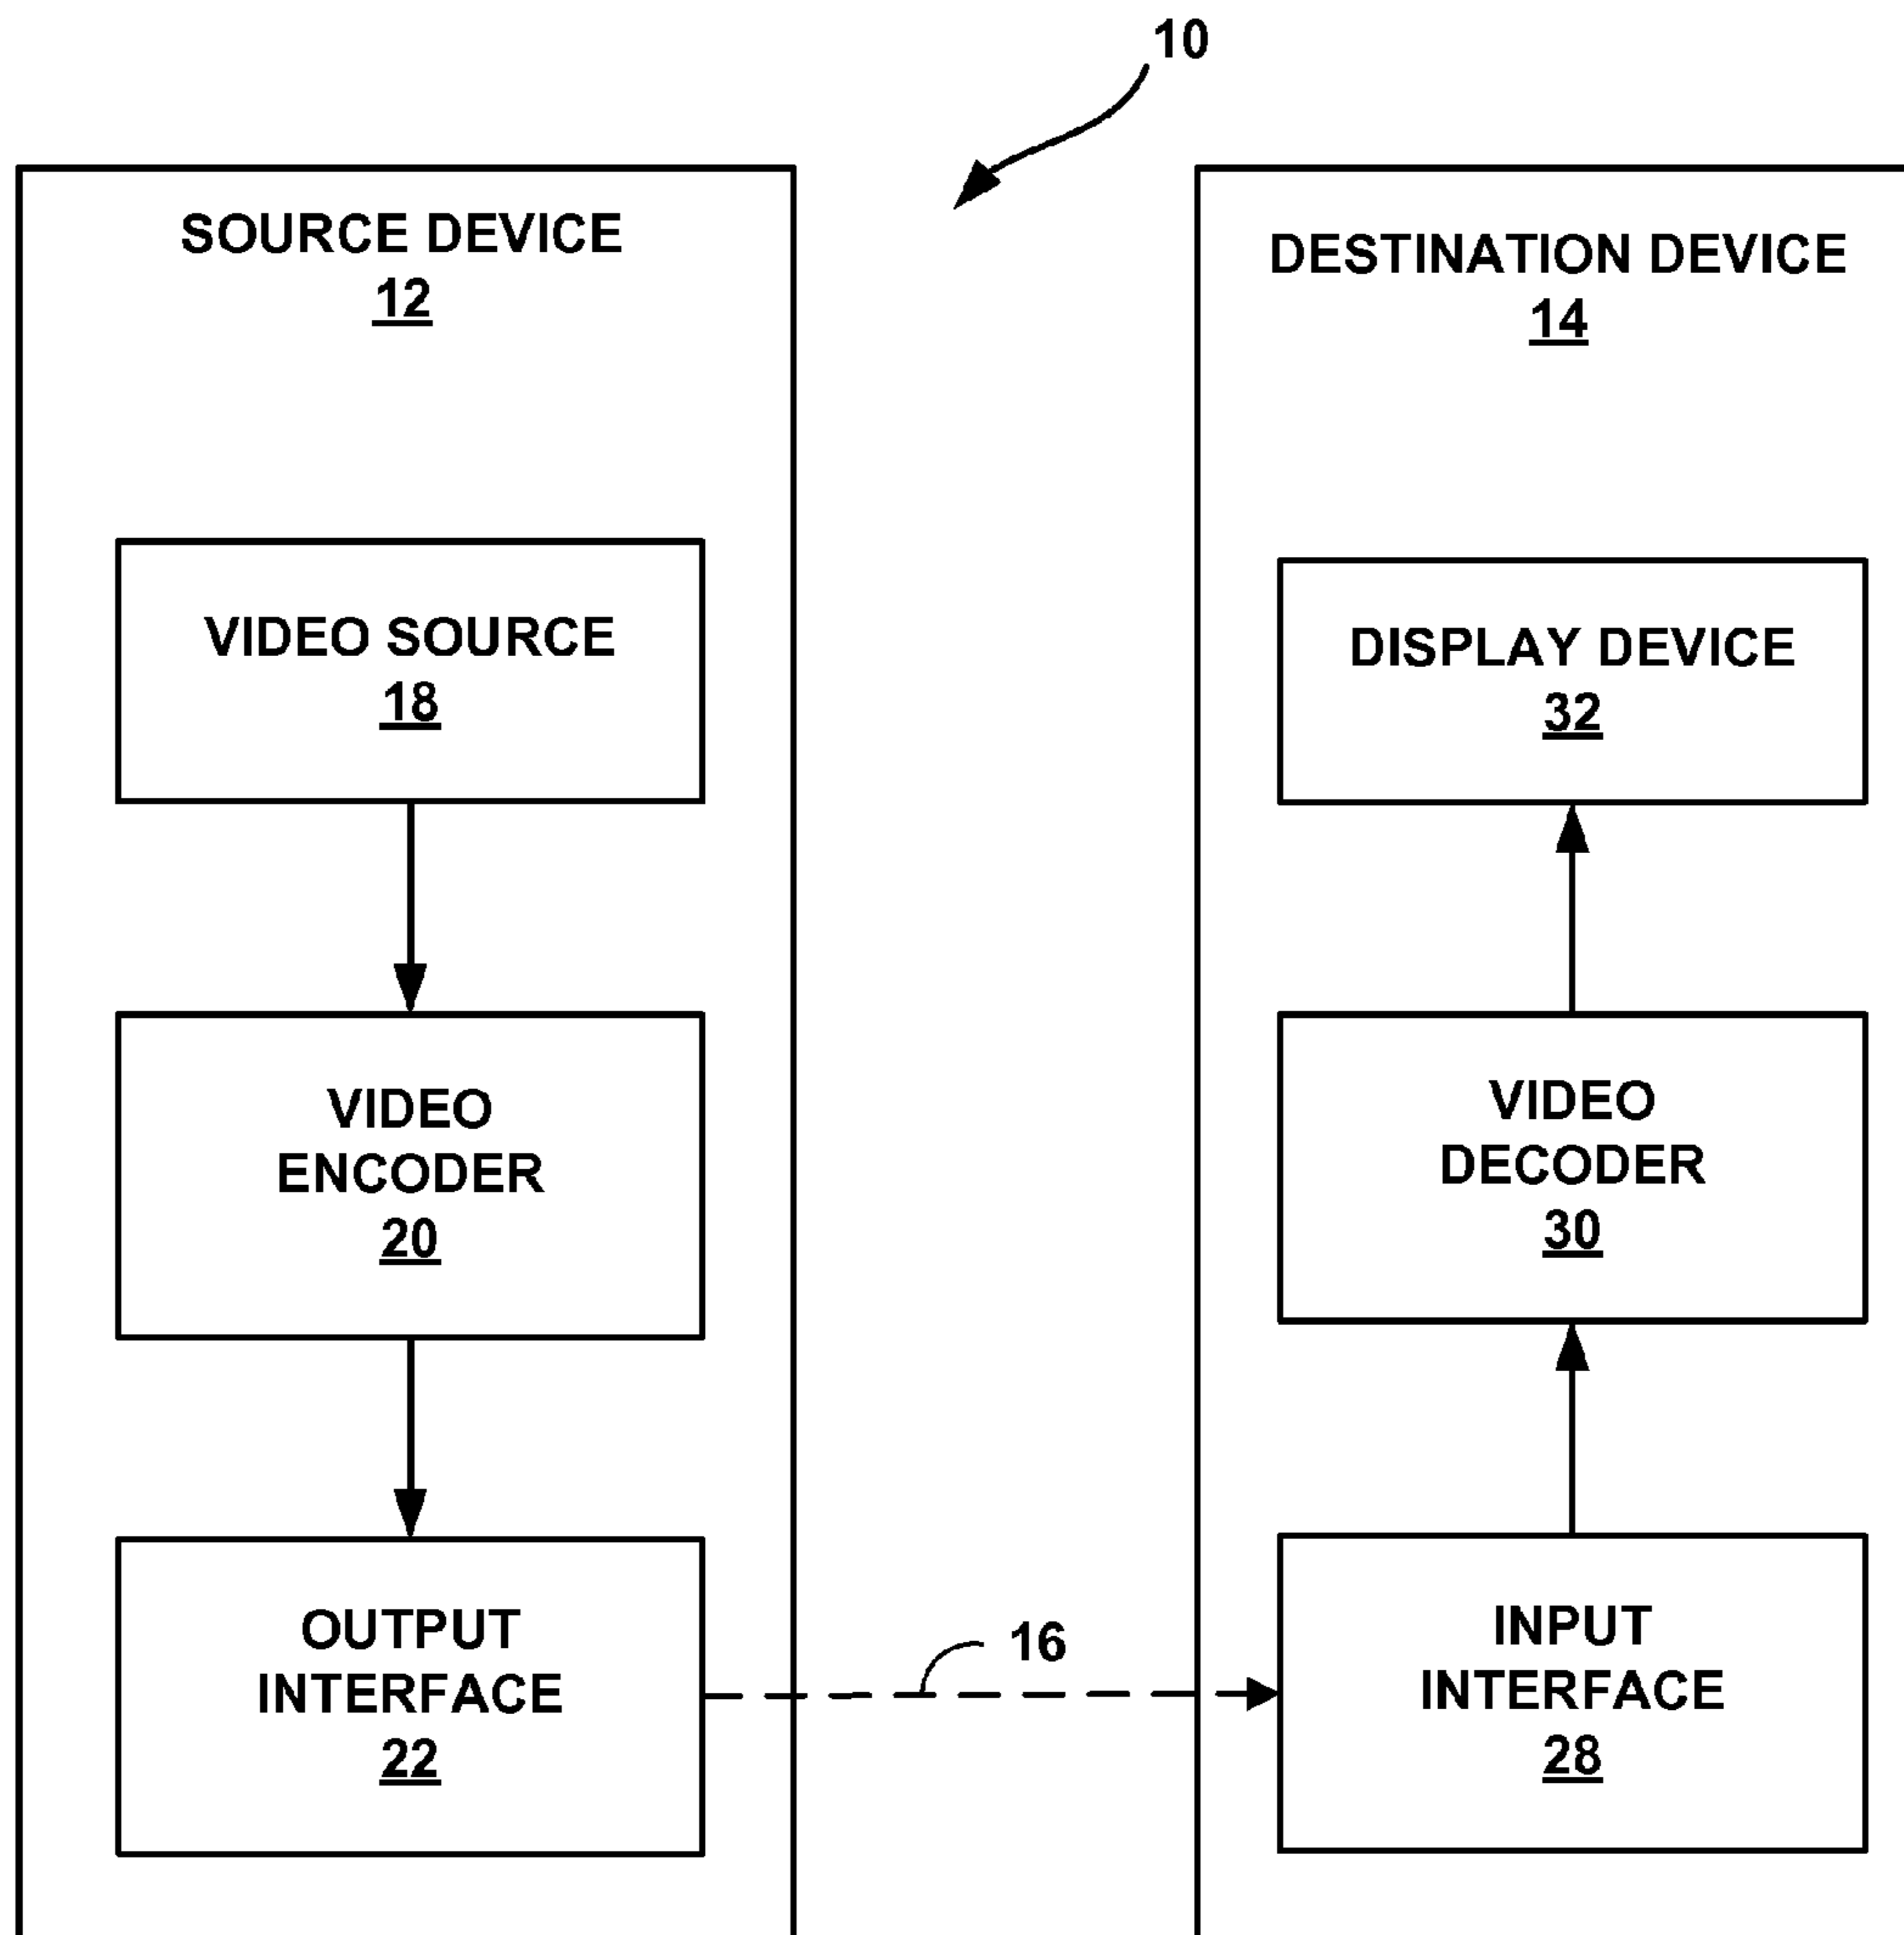 10
SOURCE DEVICE
12
VIDEO SOURCE
18
VIDEO
ENCODER
20
OUTPUT
INTERFACE
22
16
DESTINATION DEVICE
14
DISPLAY DEVICE
32
VIDEO
DECODER
30
INPUT
INTERFACE
28